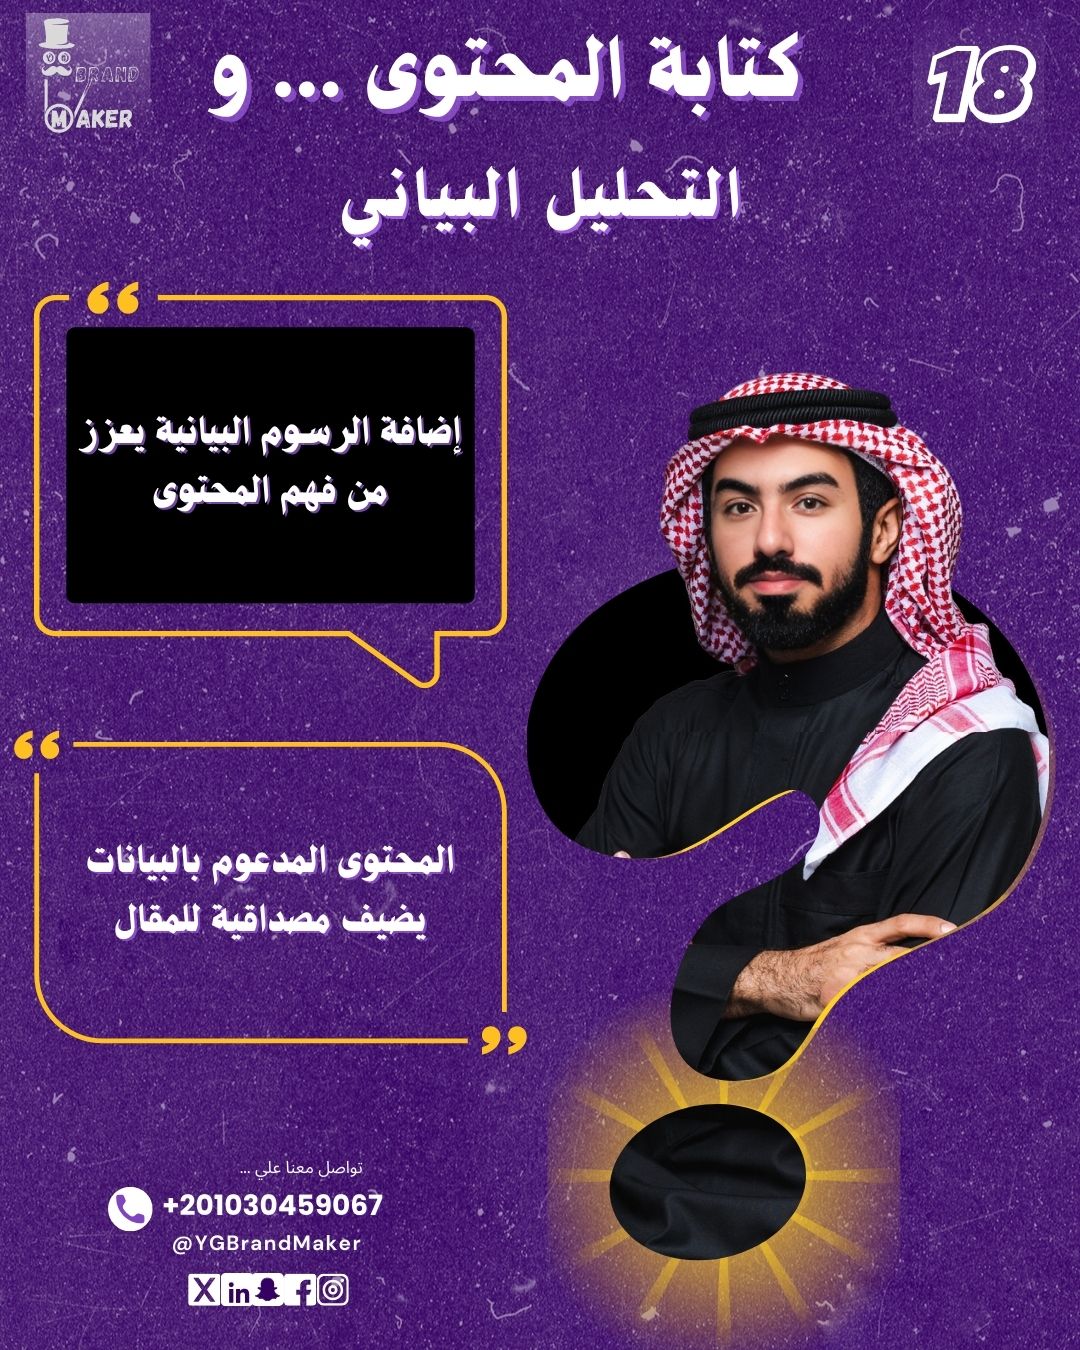 BRAND
MAKER
كتابة المحتوى ... و
18
التحليل البياني
إضافة الرسوم البيانية يعزز
من فهم المحتوى
المحتوى المدعوم بالبيانات
يضيف مصداقية للمقال
تواصل معنا علي ...
+201030459067
@YGBrandMaker